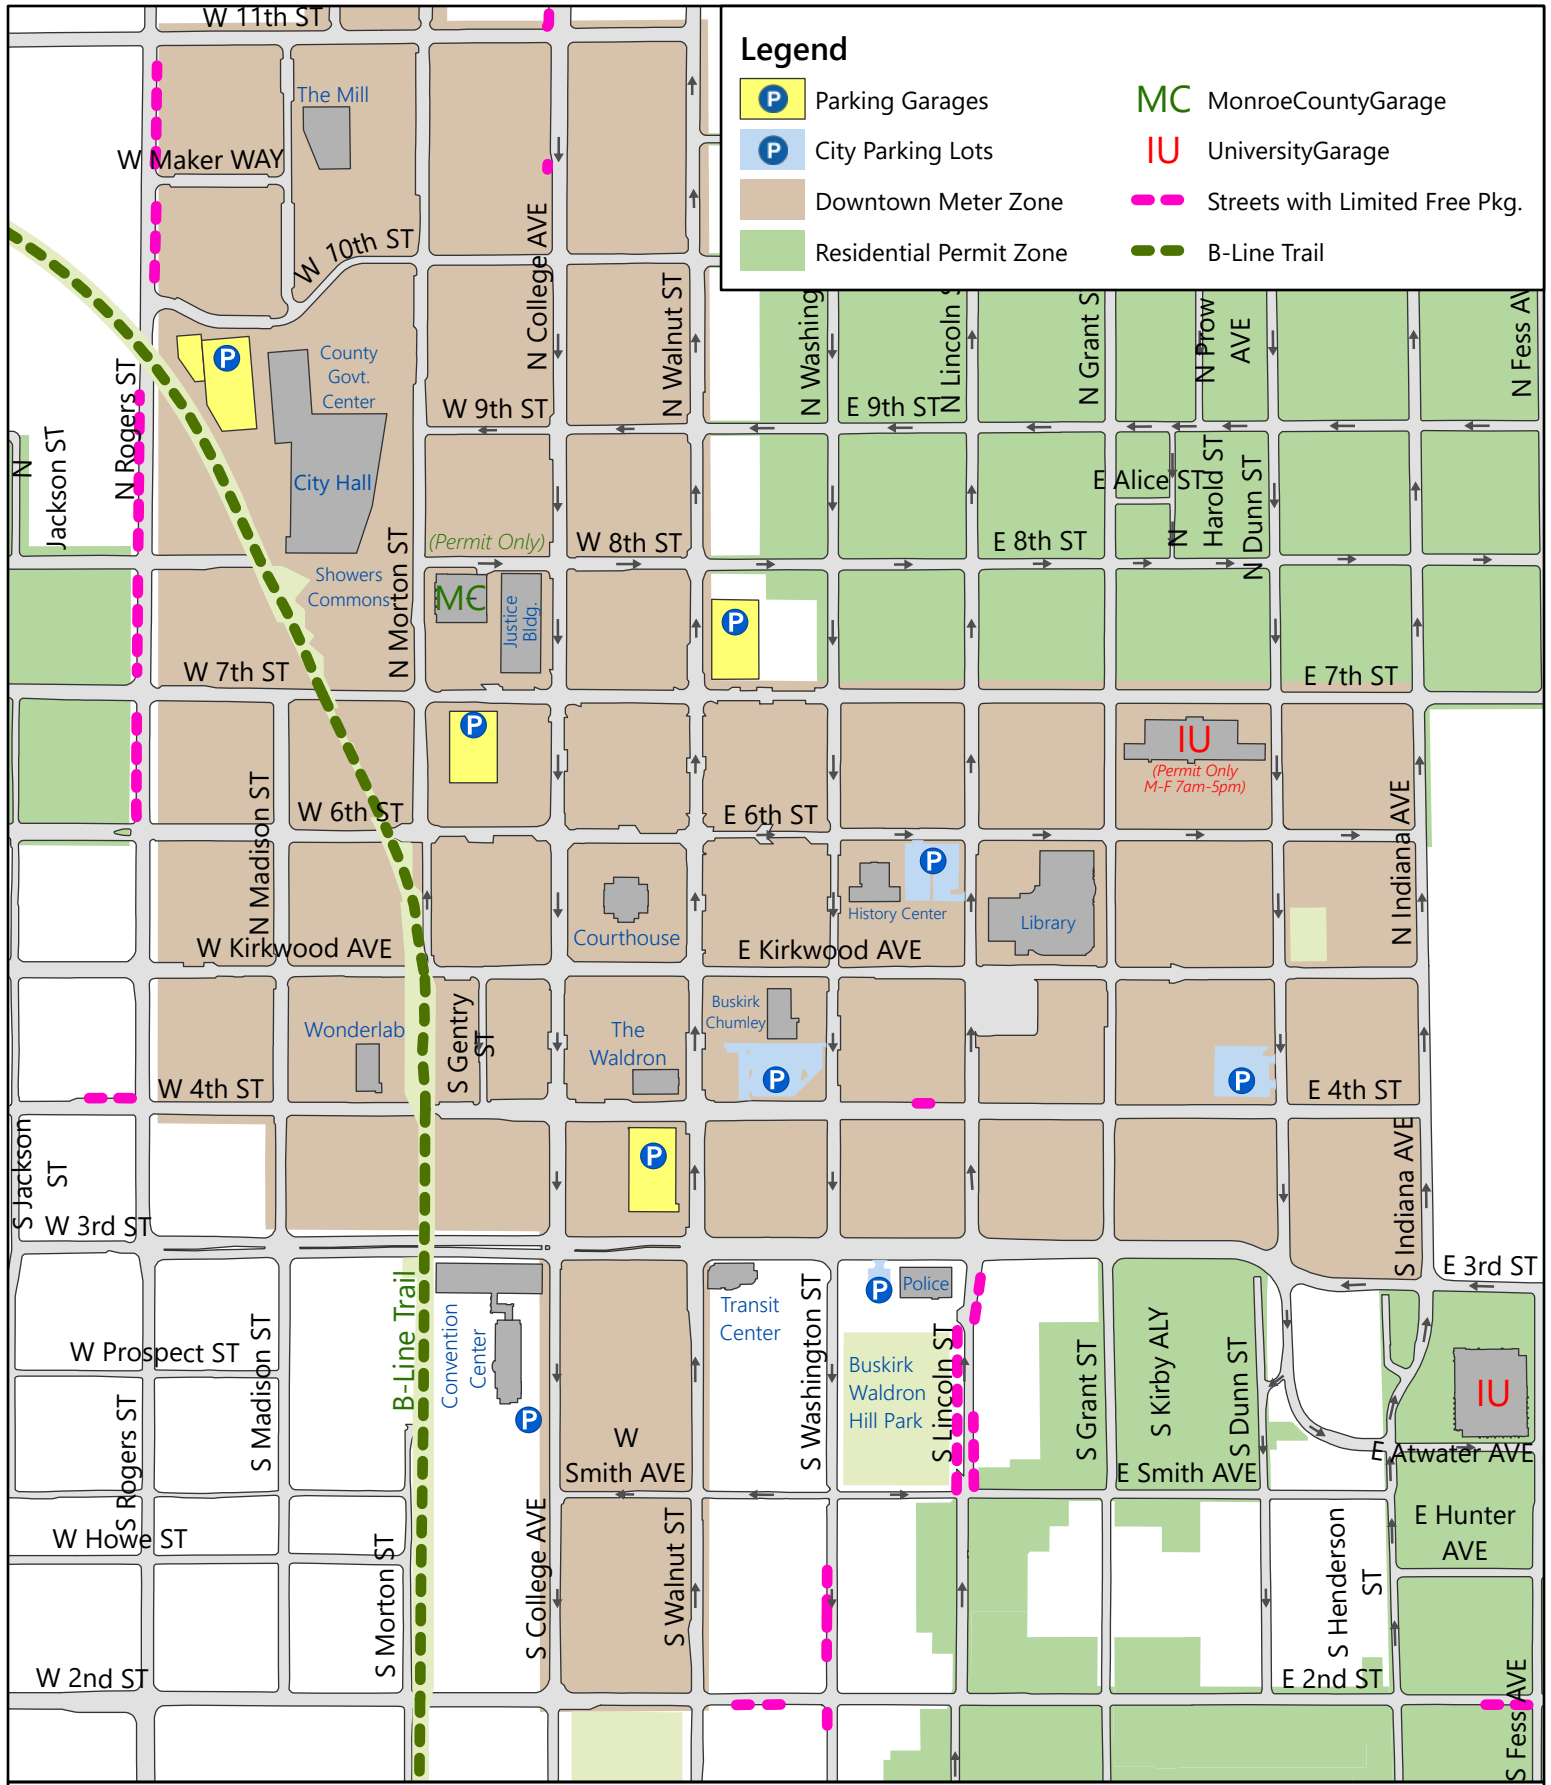 Legend
P Parking Garages
P City Parking Lots
Downtown Meter Zone
Residential Permit Zone
MC MonroeCountyGarage
IU UniversityGarage
Streets with Limited Free Pkg.
B-Line Trail
W 11th ST
The Mill
W Maker WAY
W 10th ST
N College AVE
N Walnut ST
N Washing
N Lincoln S
N Grant S
N Prow
AVE
N Fess AV
P
County
Govt.
Center
N Rogers ST
W 9th ST
E 9th ST
N
Jackson ST
City Hall
E Alice ST
N
Harold ST
N Dunn ST
N Morton ST
(Permit Only)
W 8th ST
E 8th ST
Showers
Commons
MC
Justice
Bldg.
P
W 7th ST
E 7th ST
P
IU
(Permit Only
M-F 7am-5pm)
N Madison ST
W 6th ST
E 6th ST
N Indiana AVE
P
History Center
Library
Courthouse
W Kirkwood AVE
E Kirkwood AVE
Wonderlab
S Gentry
ST
The
Waldron
Buskirk
Chumley
P
P
W 4th ST
E 4th ST
S Jackson
ST
P
S Indiana AVE
W 3rd ST
E 3rd ST
B-Line Trail
Convention
Center
P
Transit
Center
S Washington ST
P
Police
Buskirk
Waldron
Hill Park
S Lincoln ST
S Grant ST
S Kirby ALY
S Dunn ST
IU
W Prospect ST
S Madison ST
S Rogers ST
W
Smith AVE
E Smith AVE
E Atwater AVE
W Howe ST
S Morton ST
S College AVE
S Walnut ST
S Henderson
ST
E Hunter
AVE
W 2nd ST
E 2nd ST
S Fess AVE